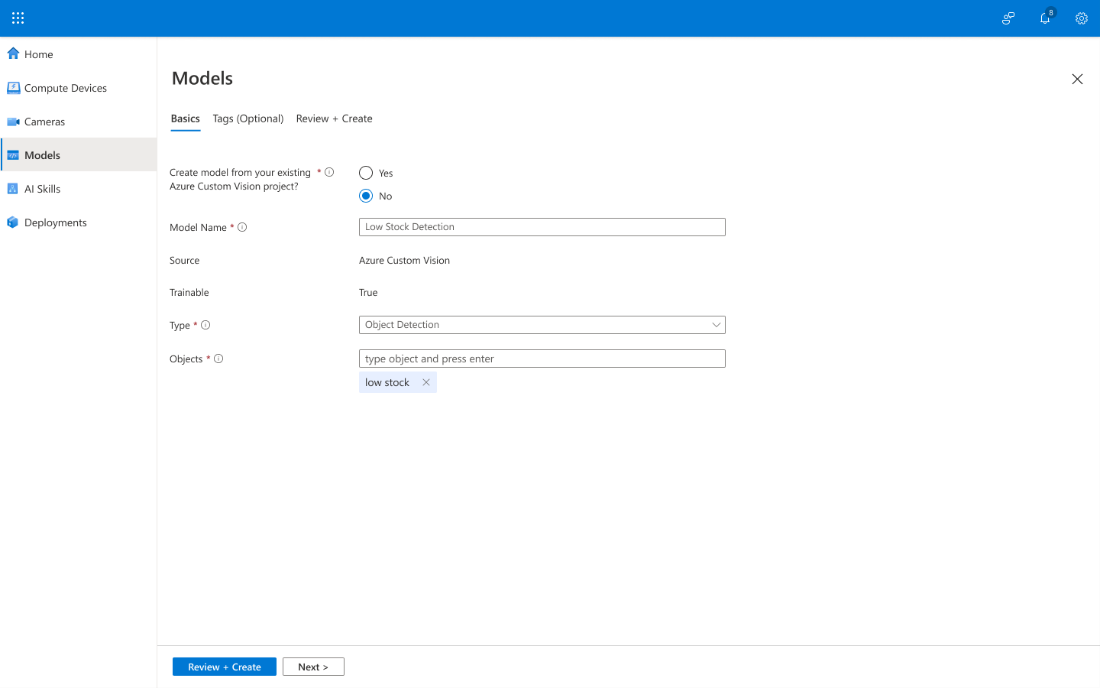 8
Home
Compute Devices
Cameras
Models
AI Skills
Deployments
Models
Basics Tags (Optional) Review + Create
Create model from your existing * Yes
Azure Custom Vision project?
No
Model Name * Low Stock Detection
Source Azure Custom Vision
Trainable True
Type * Object Detection
Objects * type object and press enter
low stock
Review + Create Next >